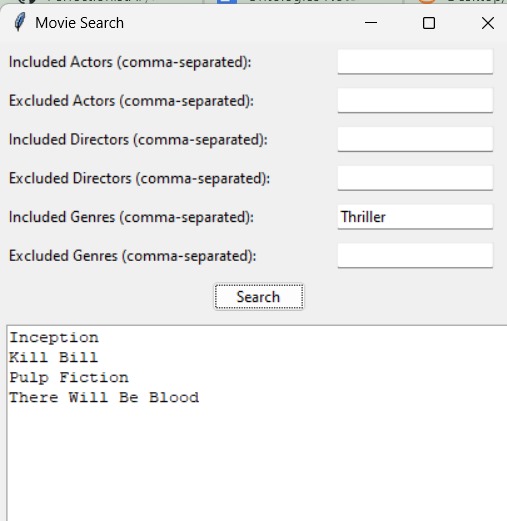 Movie Search
Included Actors (comma-separated):
Excluded Actors (comma-separated):
Included Directors (comma-separated):
Excluded Directors (comma-separated):
Included Genres (comma-separated): Thriller
Excluded Genres (comma-separated):
Search
Inception
Kill Bill
Pulp Fiction
There Will Be Blood